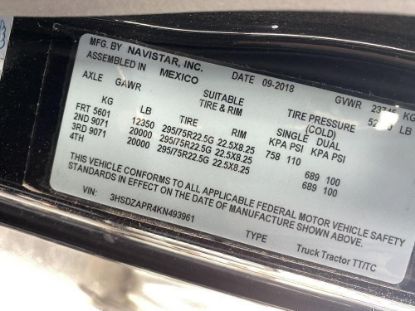 MFG. BY NAVISTAR, INC. DATE 09-2018 GVWR KG
ASSEMBLED IN MEXICO
AXLE GAWR SUITABLE TIRE PRESSURE
TIRE & RIM (COLD)
KG LB TIRE RIM SINGLE DUAL
KPA PSI KPA PSI
FRT 5601 12350 295/75R22.5G 22.5X8.25 758 110
2ND 9071 20000 295/75R22.5G 22.5X8.25 689 100
3RD 9071 20000 295/75R22.5G 22.5X8.25 689 100
4TH
THIS VEHICLE CONFORMS TO ALL APPLICABLE FEDERAL MOTOR VEHICLE SAFETY
STANDARDS IN EFFECT ON THE DATE OF MANUFACTURE SHOWN ABOVE.
VIN: 3HSDZAPR4KN493961 TYPE Truck Tractor TT/TC